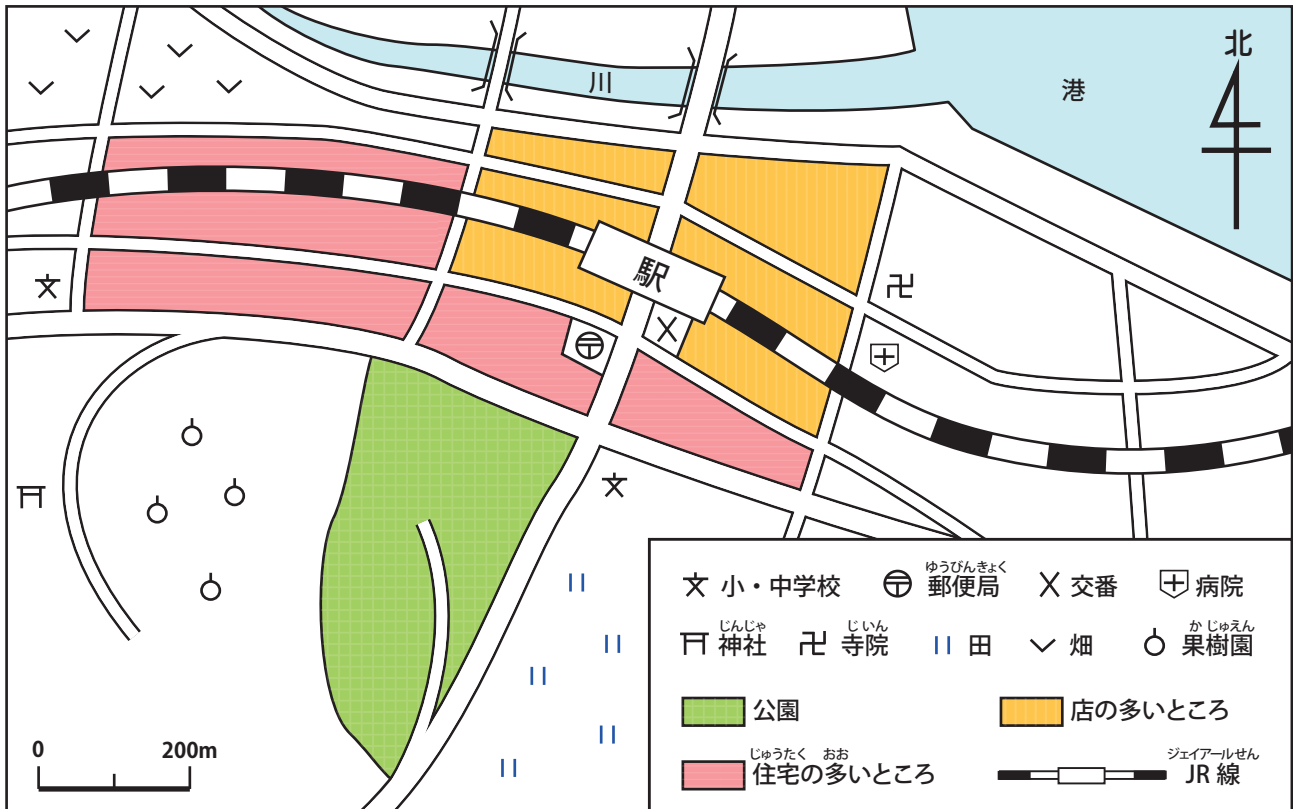 北
川
港
駅
0 200m
小・中学校 郵便局 交番 病院
ゆうびんきょく
神社 寺院 田 畑 果樹園
じんじゃ じいん かじゅえん
公園 店の多いところ
住宅の多いところ JR線
じゅうたく おお ジェイアールせん